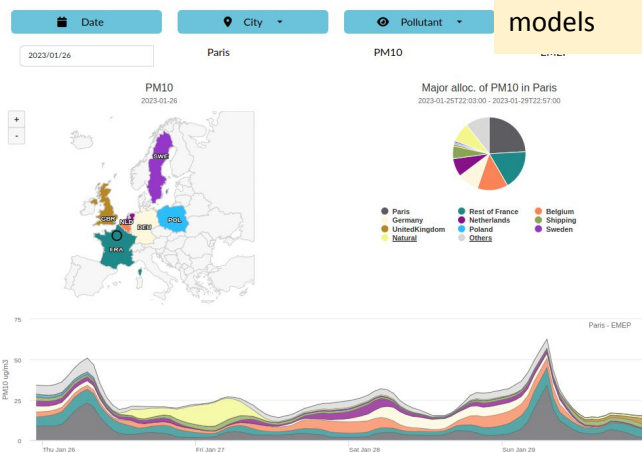 Date
City
Pollutant
models
2023/01/26
Paris
PM10
PM10
2023-01-26
Major alloc. of PM10 in Paris
2023-01-25T22:03:00 - 2023-01-29T22:57:00
+
-
SWE
GBR
NLD
DEU
POL
FRA
Paris
Rest of France
Belgium
Germany
Netherlands
Shipping
UnitedKingdom
Poland
Sweden
Natural
Others
75
Paris - EMEP
50
PM10 ug/m3
25
0
Thu Jan 26
Fri Jan 27
Sat Jan 28
Sun Jan 29